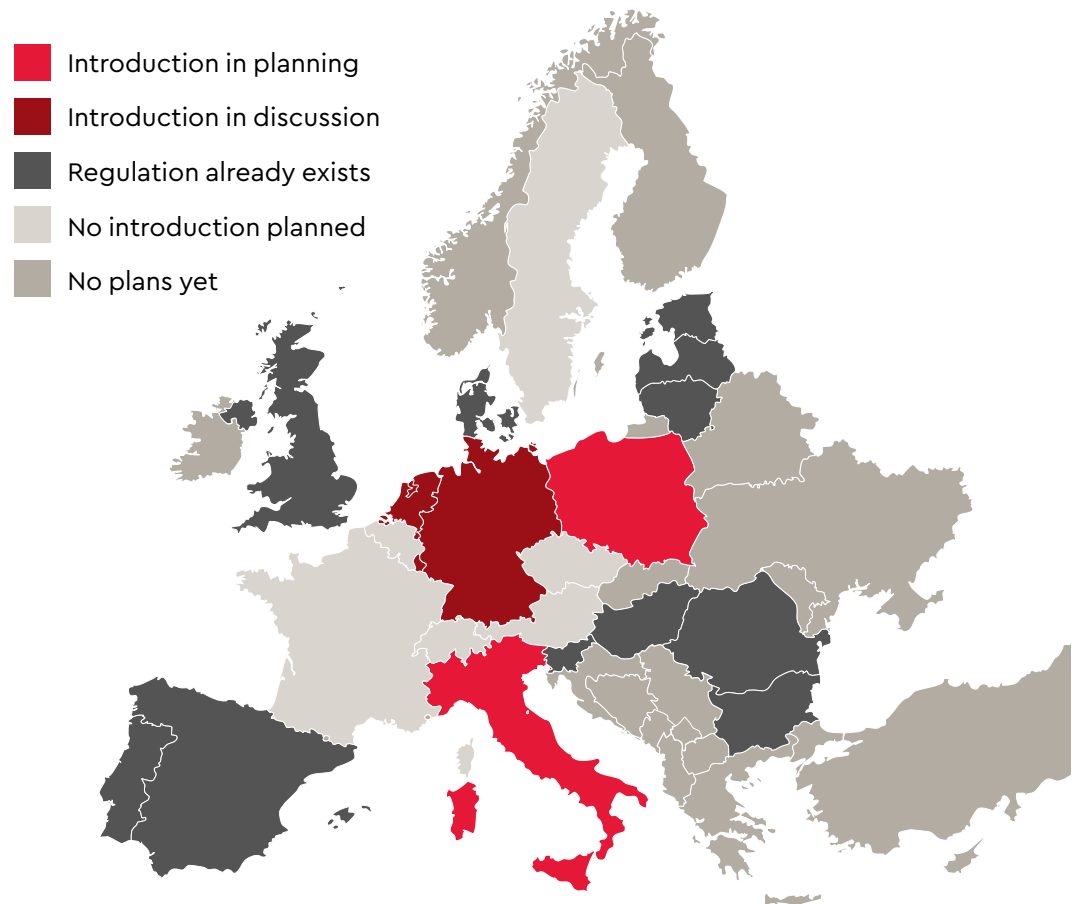 Introduction in planning
Introduction in discussion
Regulation already exists
No introduction planned
No plans yet